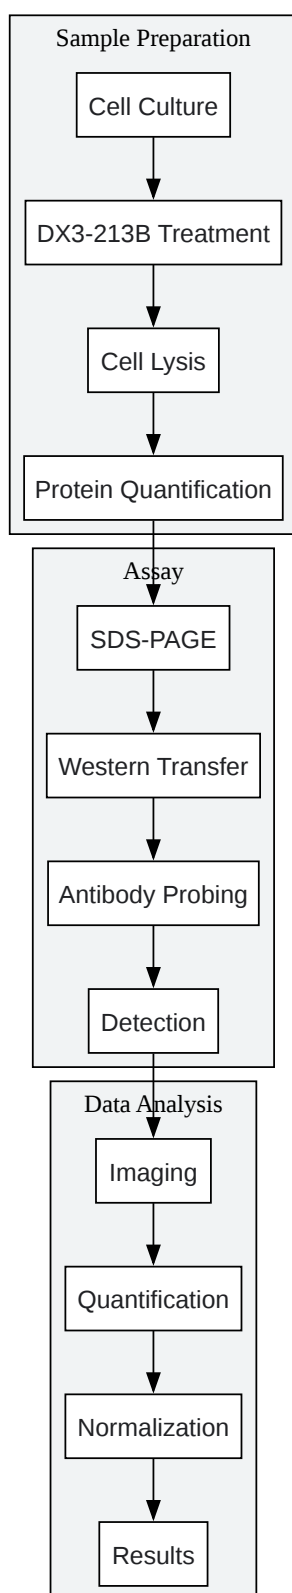 Sample Preparation
Cell Culture
DX3-213B Treatment
Cell Lysis
Protein Quantification
Assay
SDS-PAGE
Western Transfer
Antibody Probing
Detection
Data Analysis
Imaging
Quantification
Normalization
Results